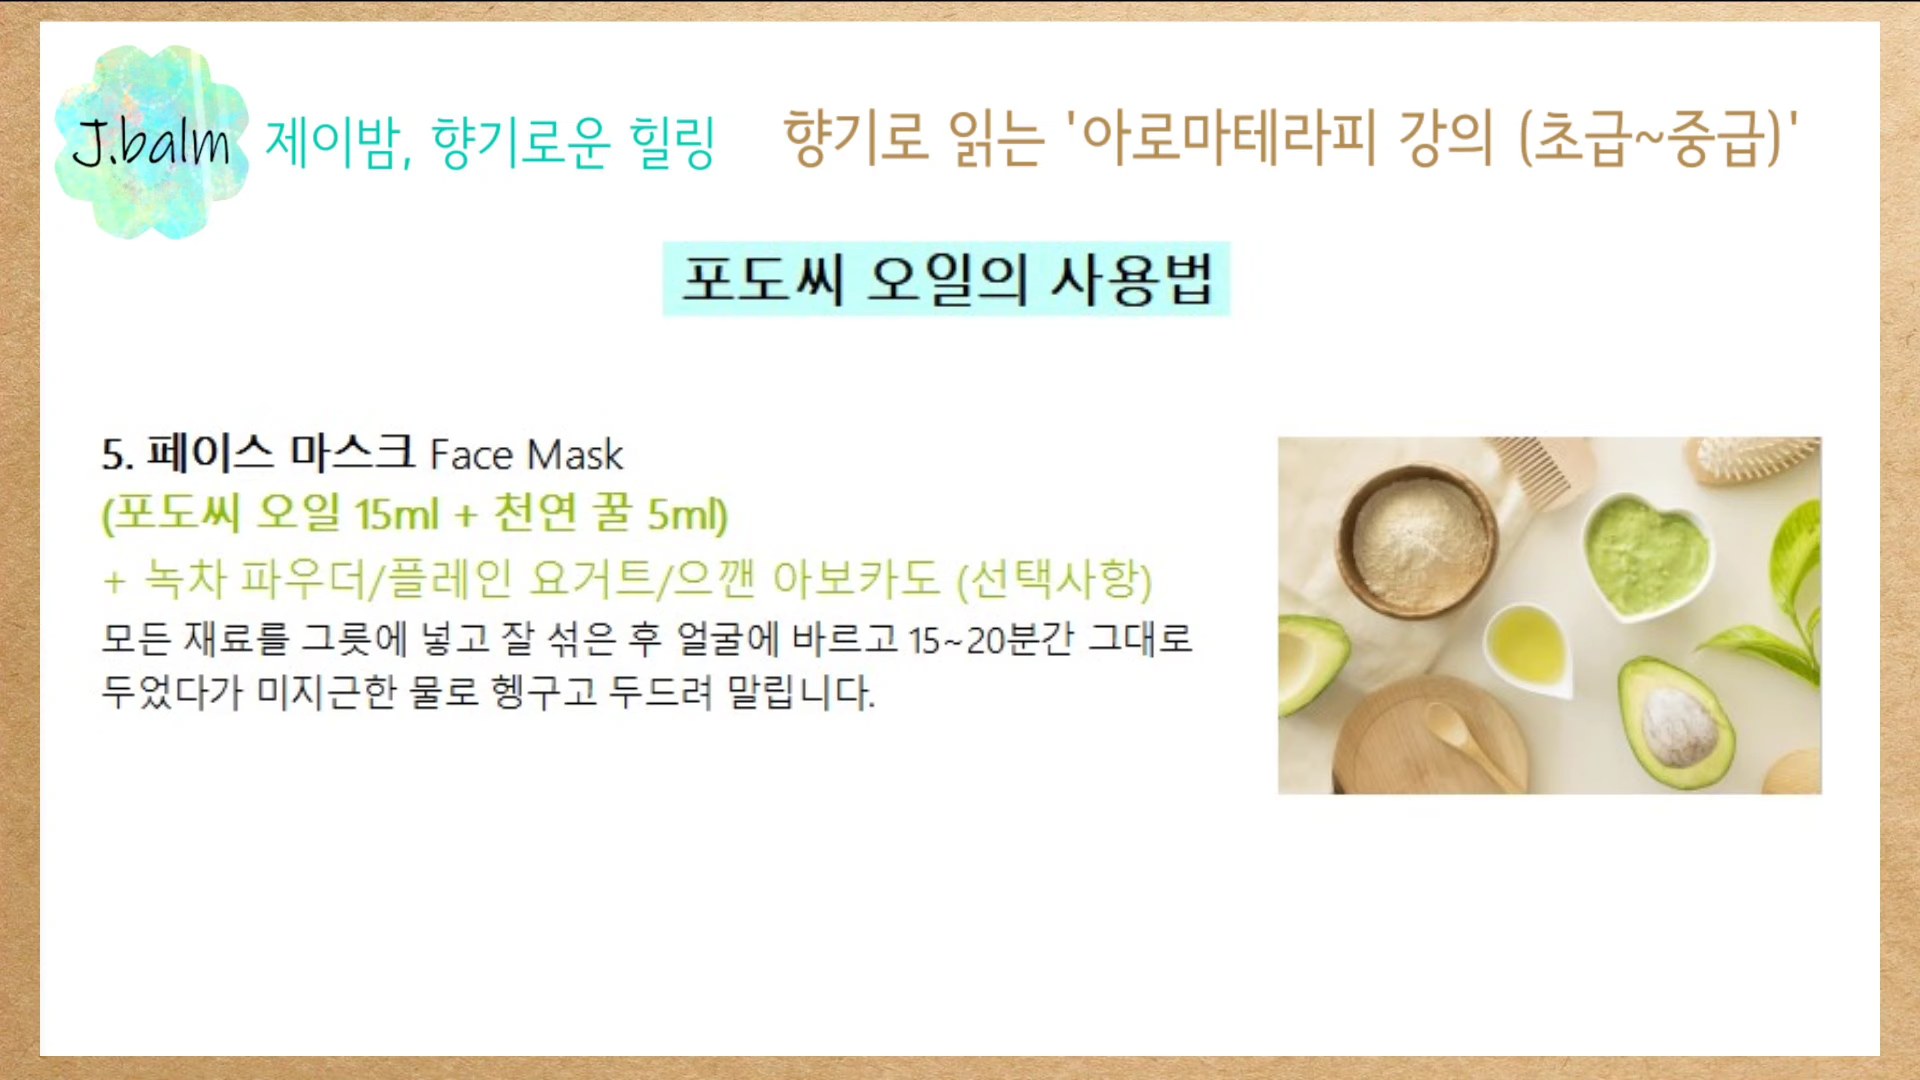 J.balm 제이밤, 향기로운 힐링 향기로 읽는 '아로마테라피 강의 (초급~중급)'
포도씨 오일의 사용법
5. 페이스 마스크 Face Mask
(포도씨 오일 15ml + 천연 꿀 5ml)
+ 녹차 파우더/플레인 요거트/으깬 아보카도 (선택사항)
모든 재료를 그릇에 넣고 잘 섞은 후 얼굴에 바르고 15~20분간 그대로
두었다가 미지근한 물로 헹구고 두드려 말립니다.